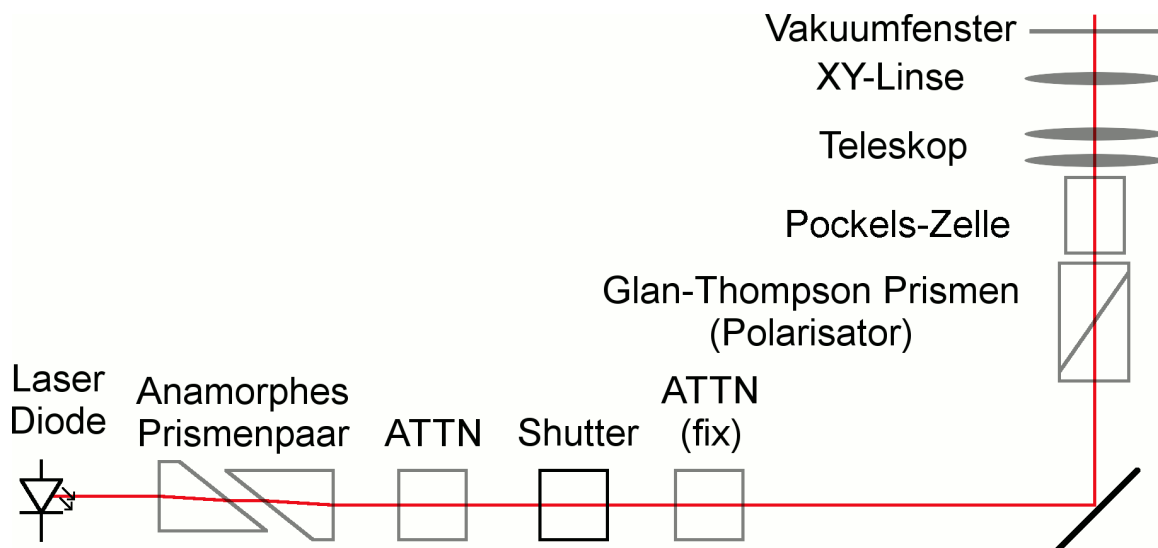 Vakuumfenster
XY-Linse
Teleskop
Pockels-Zelle
Glan-Thompson Prismen
(Polarisator)
Laser
Diode
Anamorphes
Prismenpaar
ATTN
Shutter
ATTN
(fix)